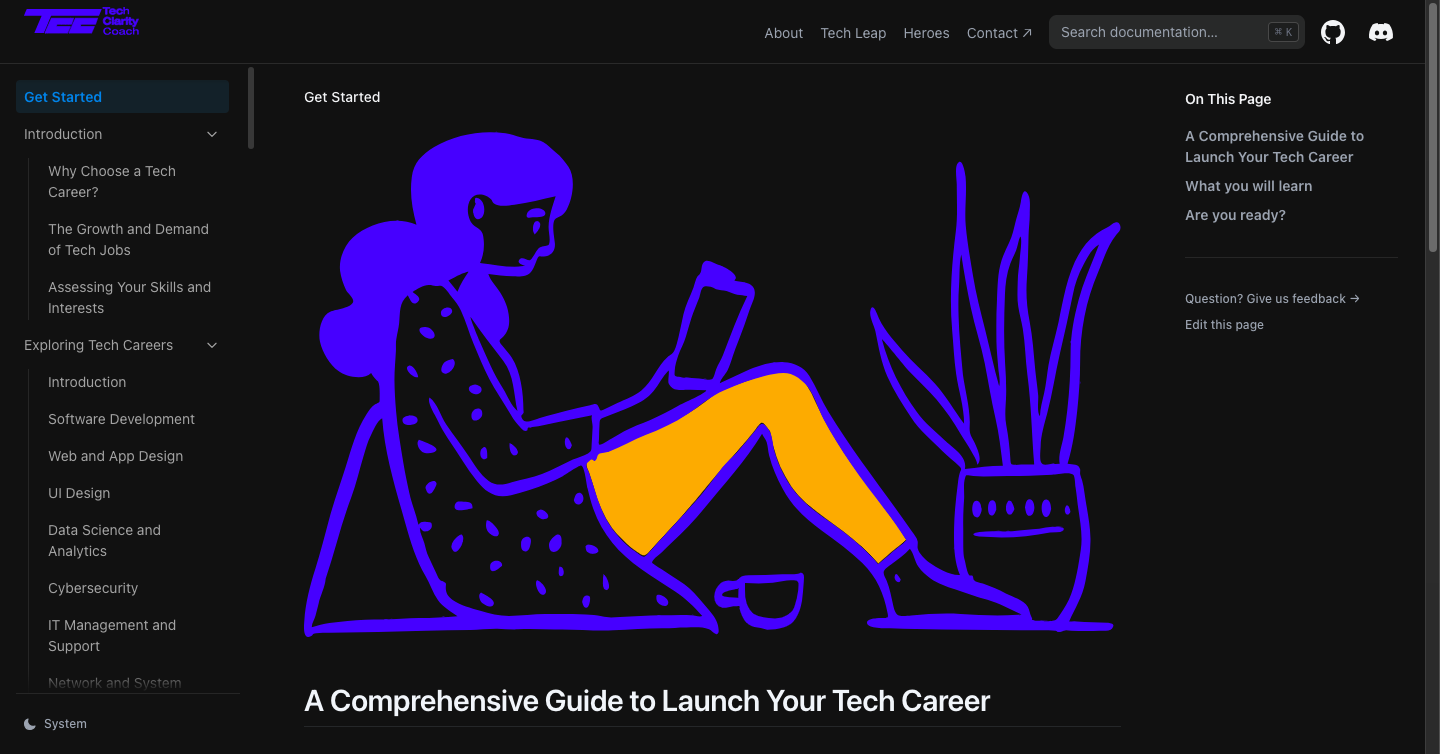 Tech
Clarity
Coach
TCC
About
Tech Leap
Heroes
Contact ↗
Search documentation...
⌘ K
Get Started
Introduction
Why Choose a Tech
Career?
The Growth and Demand
of Tech Jobs
Assessing Your Skills and
Interests
Exploring Tech Careers
Introduction
Software Development
Web and App Design
UI Design
Data Science and
Analytics
Cybersecurity
IT Management and
Support
Network and System
System
Get Started
A Comprehensive Guide to Launch Your Tech Career
On This Page
A Comprehensive Guide to
Launch Your Tech Career
What you will learn
Are you ready?
Question? Give us feedback →
Edit this page